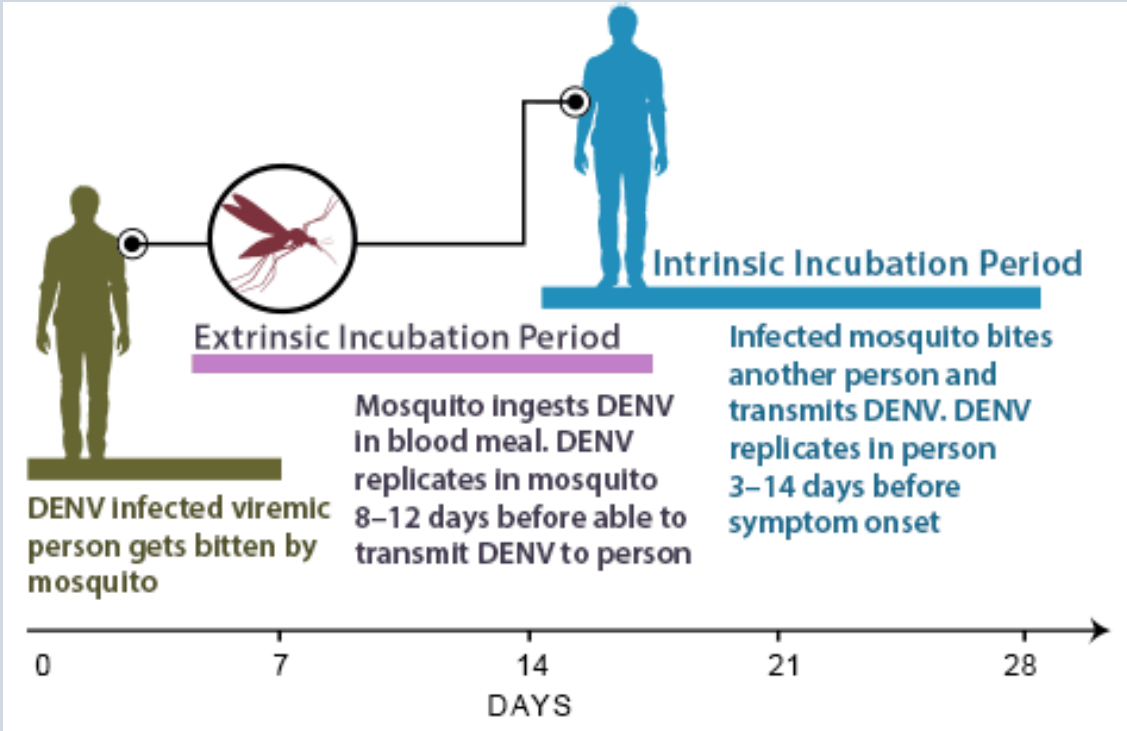 Intrinsic Incubation Period
Extrinsic Incubation Period
Infected mosquito bites
another person and
transmits DENV. DENV
replicates in person
3–14 days before
symptom onset
Mosquito ingests DENV
in blood meal. DENV
replicates in mosquito
8–12 days before able to
transmit DENV to person
DENV infected viremic
person gets bitten by
mosquito
0 7 14 21 28
DAYS